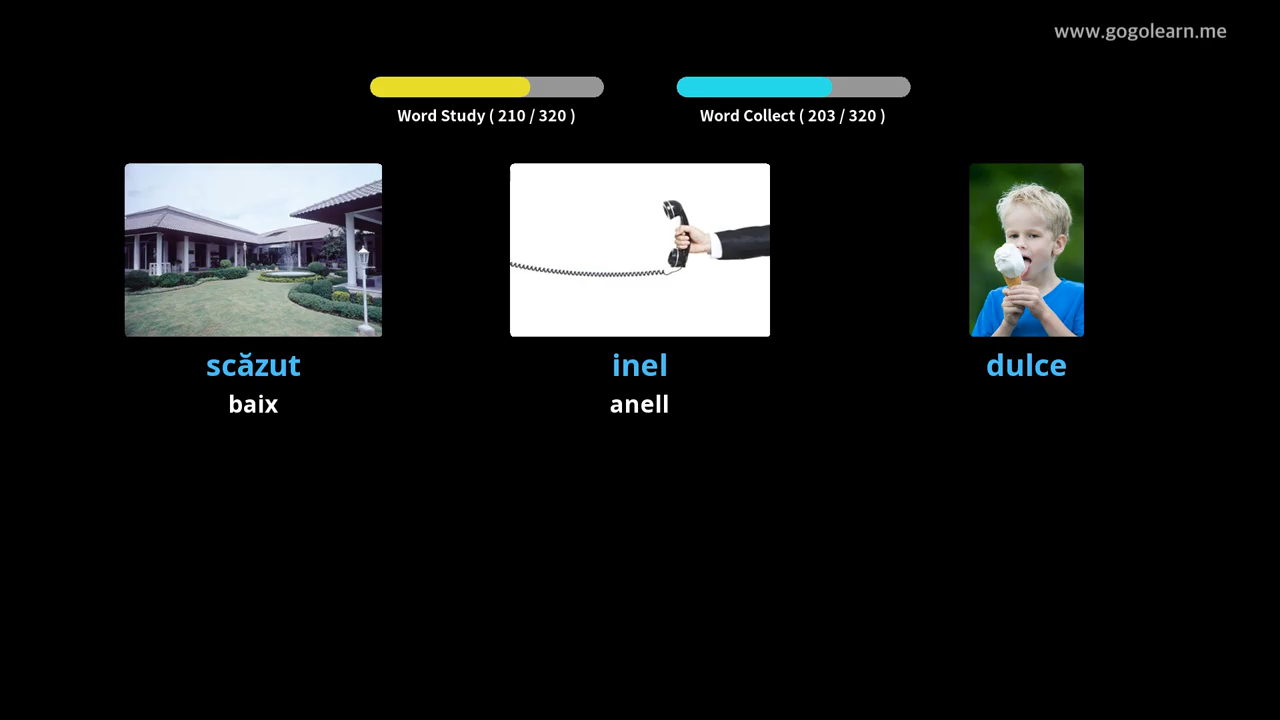 www.gogolearn.me
Word Study ( 210 / 320 )
Word Collect ( 203 / 320 )
scăzut
inel
dulce
baix
anell